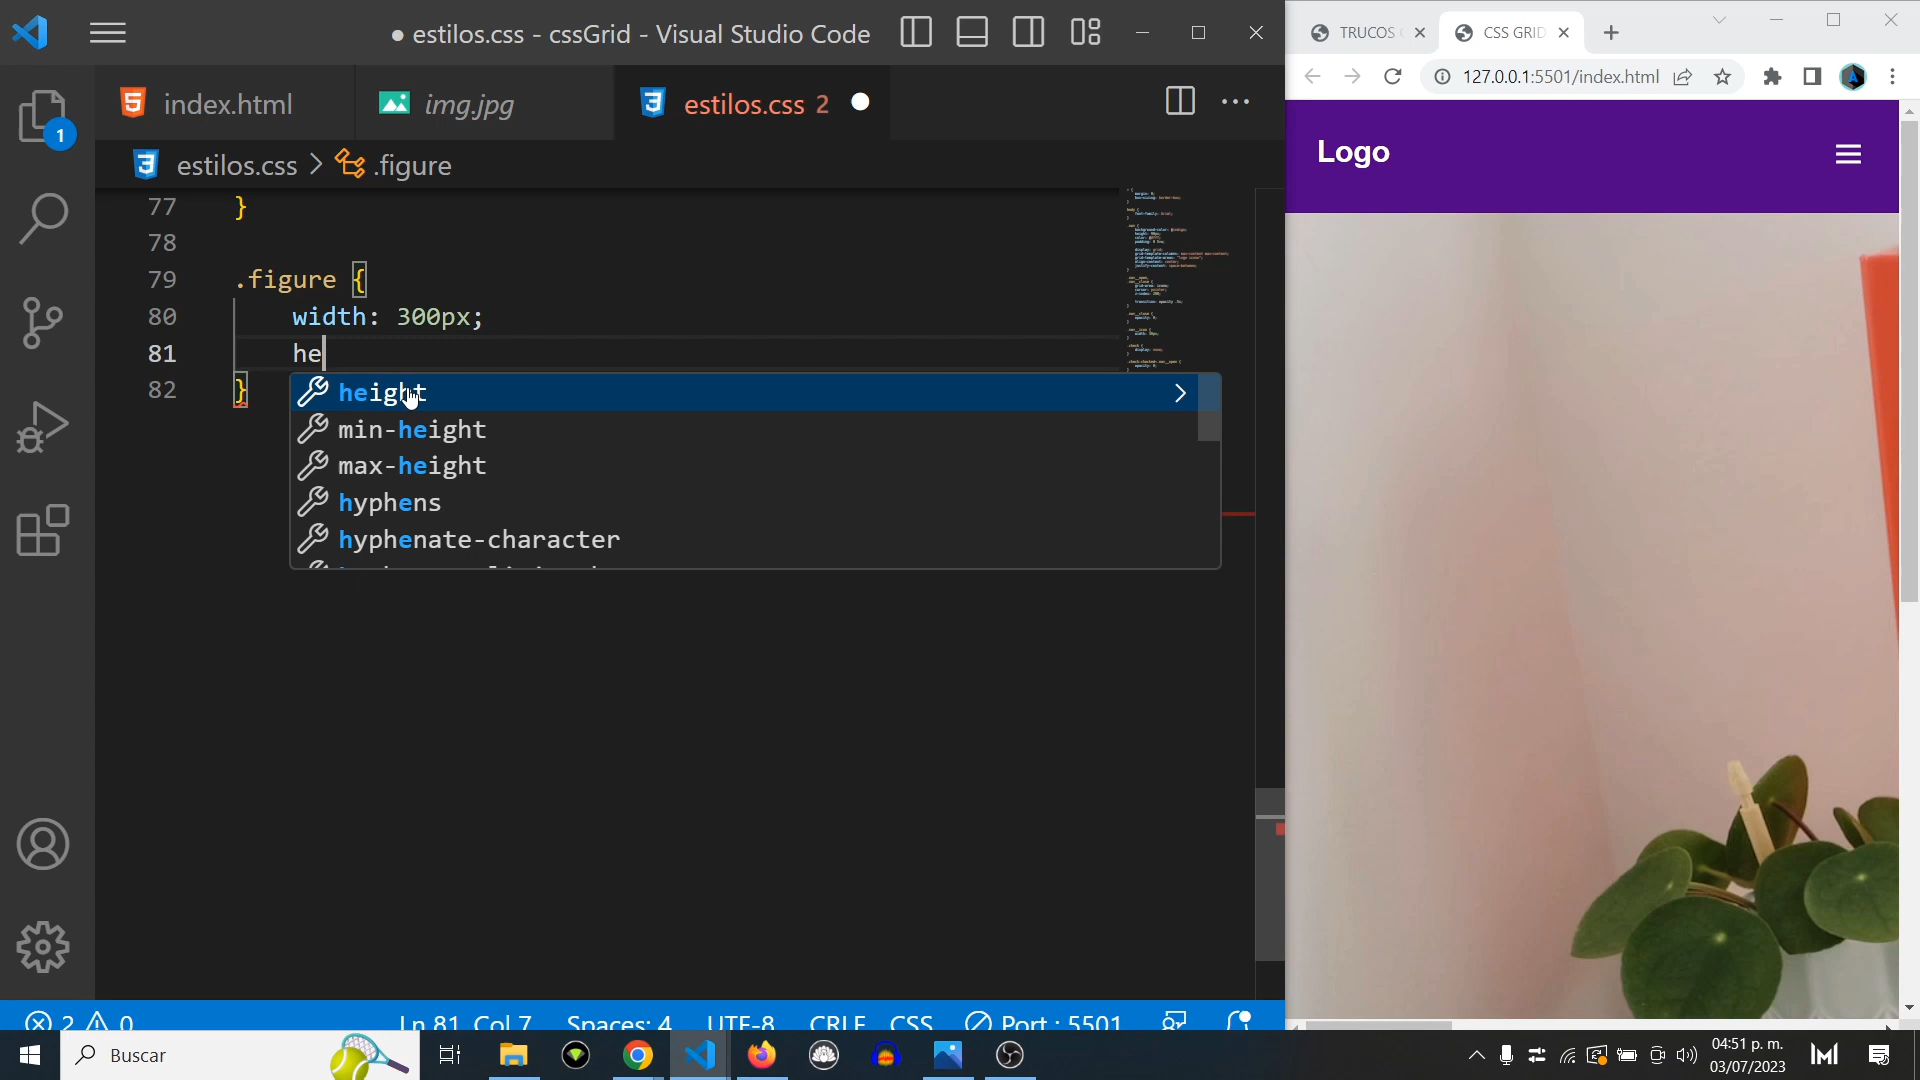 ● estilos.css - cssGrid - Visual Studio Code
index.html
img.jpg
estilos.css 2
estilos.css > .figure
1
77 }
78
79 .figure {
80 width: 300px;
81 he
82 }
height
min-height
max-height
hyphens
hyphenate-character
2 0
Ln 81, Col 7
Spaces: 4
UTF-8
CRLF
CSS
Port : 5501
TRUCOS
CSS GRID
127.0.0.1:5501/index.html
Logo
Buscar
04:51 p. m.
03/07/2023